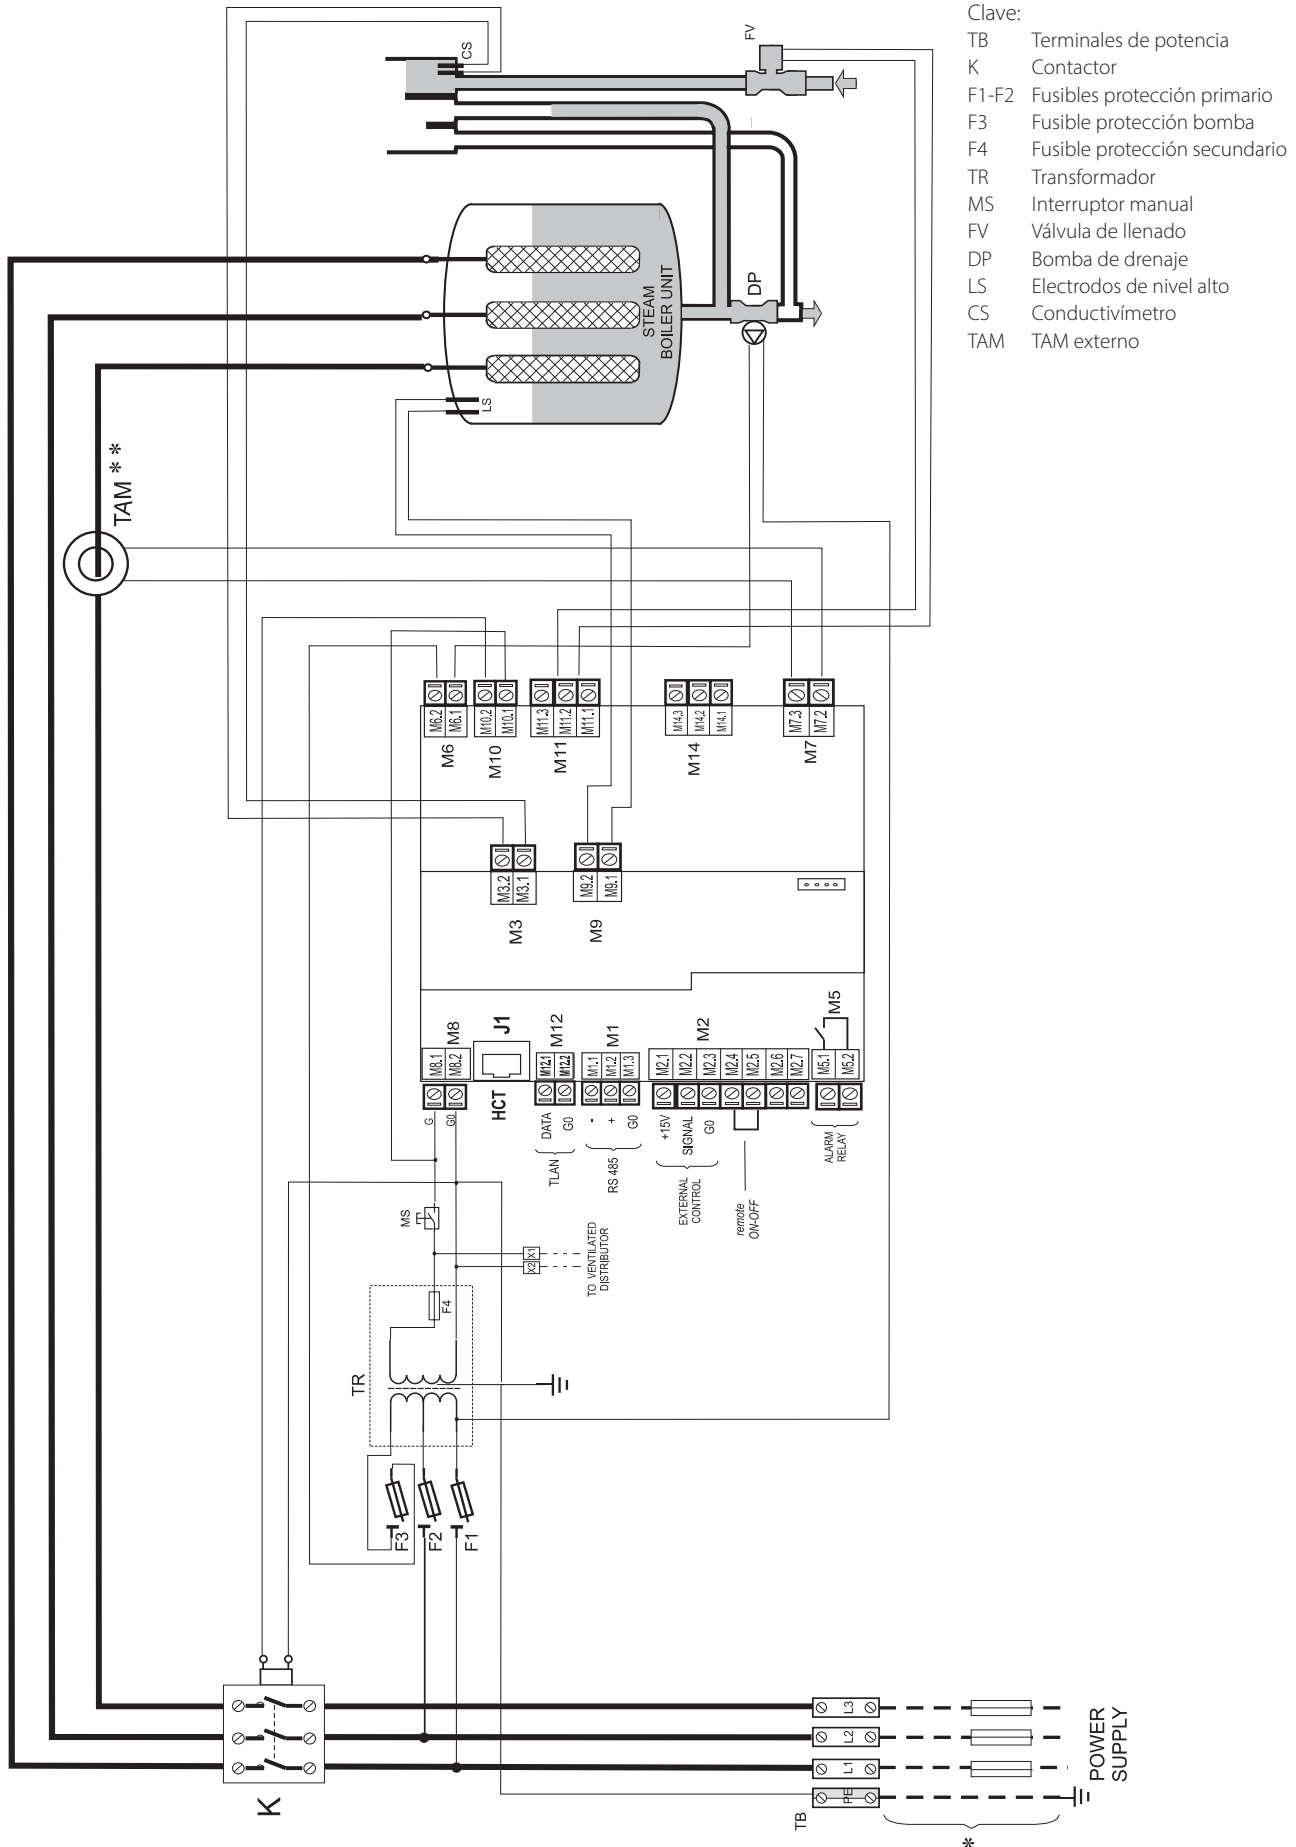 Clave:
TB Terminales de potencia
K Contactor
F1-F2 Fusibles protección primario
F3 Fusible protección bomba
F4 Fusible protección secundario
TR Transformador
MS Interruptor manual
FV Válvula de llenado
DP Bomba de drenaje
LS Electrodos de nivel alto
CS Conductivímetro
TAM TAM externo
CS
FV
STEAM
BOILER UNIT
DP
LS
TAM * *
M6.2
M6.1
M10.2
M10.1
M11.3
M11.2
M11.1
M14.3
M14.2
M14.1
M7.3
M7.2
M6
M10
M11
M14
M7
M3.2
M3.1
M9.2
M9.1
M3
M9
M8.1
M8.2
M8
J1
HCT
M12.1
M12.2
M12
M1.1
M1.2
M1.3
M1
M2.1
M2.2
M2.3
M2.4
M2.5
M2.6
M2.7
M2
M5.1
M5.2
M5
G
G0
DATA
G0
TLAN
-
+
G0
RS 485
+15V
SIGNAL
G0
EXTERNAL
CONTROL
remote
ON-OFF
ALARM
RELAY
MS
X1
X2
TO VENTILATED
DISTRIBUTOR
F4
TR
F3
F2
F1
K
L3
L2
L1
PE
TB
POWER
SUPPLY
*